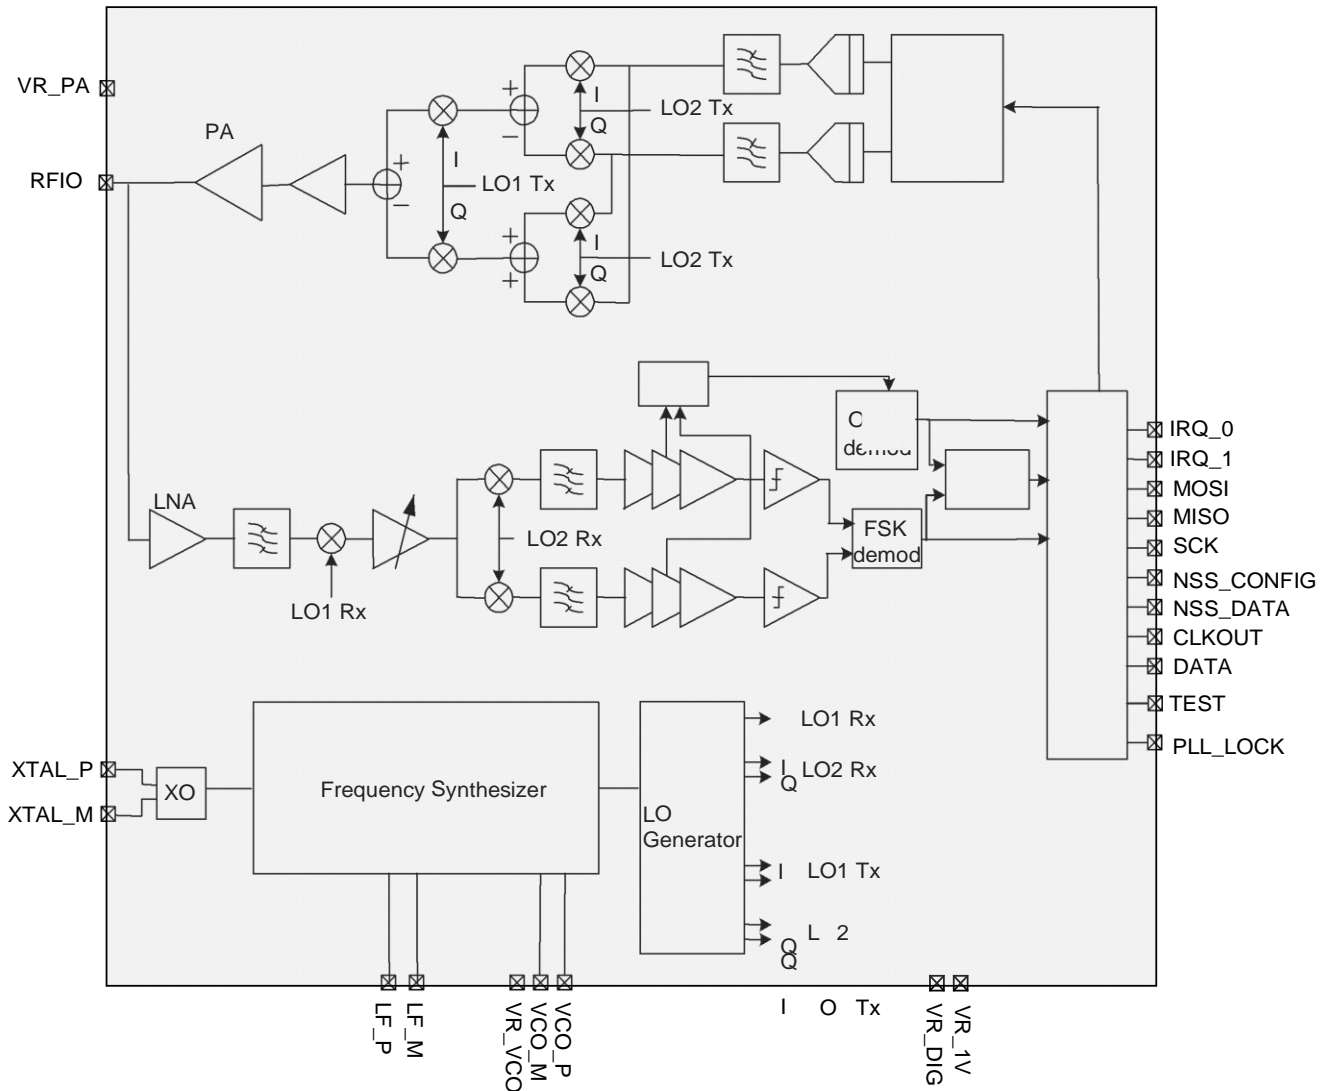 VR_PA
PA
RFIO
+
−
I
LO1 Tx
Q
+
−
I
LO2 Tx
Q
+
+
I
LO2 Tx
Q
LNA
LO1 Rx
LO2 Rx
demod
FSK
demod
IRQ_0
IRQ_1
MOSI
MISO
SCK
NSS_CONFIG
NSS_DATA
CLKOUT
DATA
TEST
PLL_LOCK
XTAL_P
XTAL_M
XO
Frequency Synthesizer
LO
Generator
LO1 Rx
I LO2 Rx
Q
I LO1 Tx
L 2
Q
Q
I O Tx
LF_P
LF_M
VR_VCO
VCO_M
VCO_P
VR_DIG
VR_1V